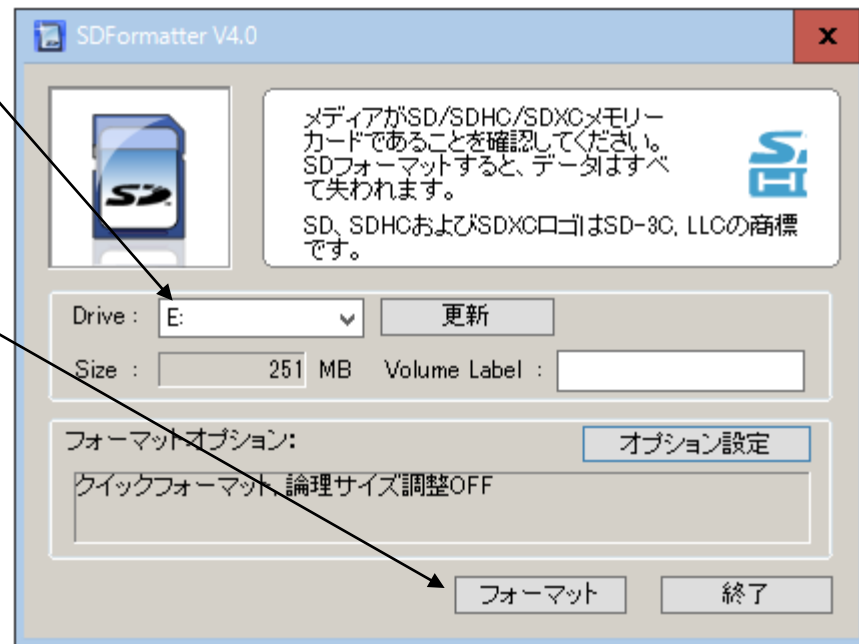 SDFormatter V4.0
x
メディアがSD/SDHC/SDXCメモリー
カードであることを確認してください。
SDフォーマットすると、データはすべ
て失われます。
SD、SDHCおよびSDXCロゴはSD-3C, LLCの商標
です。
SD
Drive : E: 更新
Size : 251 MB Volume Label :
フォーマットオプション: オプション設定
クイックフォーマット, 論理サイズ調整OFF
フォーマット 終了